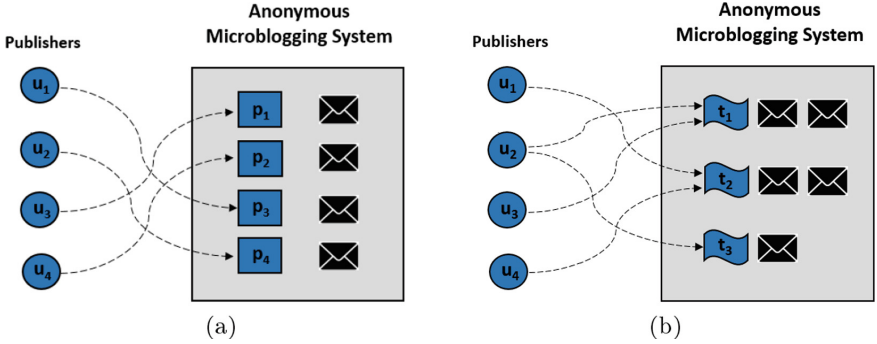 Anonymous
Microblogging System
Publishers
u1
u2
u3
u4
p1
p2
p3
p4
(a)
Anonymous
Microblogging System
Publishers
u1
u2
u3
u4
t1
t2
t3
(b)